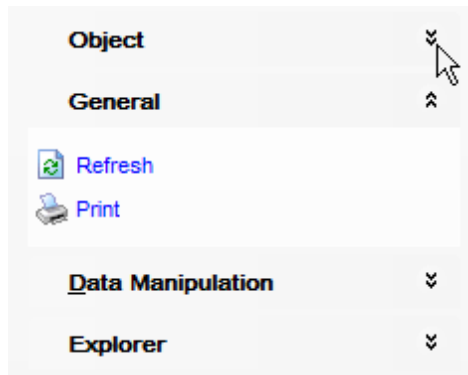 Object
General
Refresh
Print
Data Manipulation
Explorer